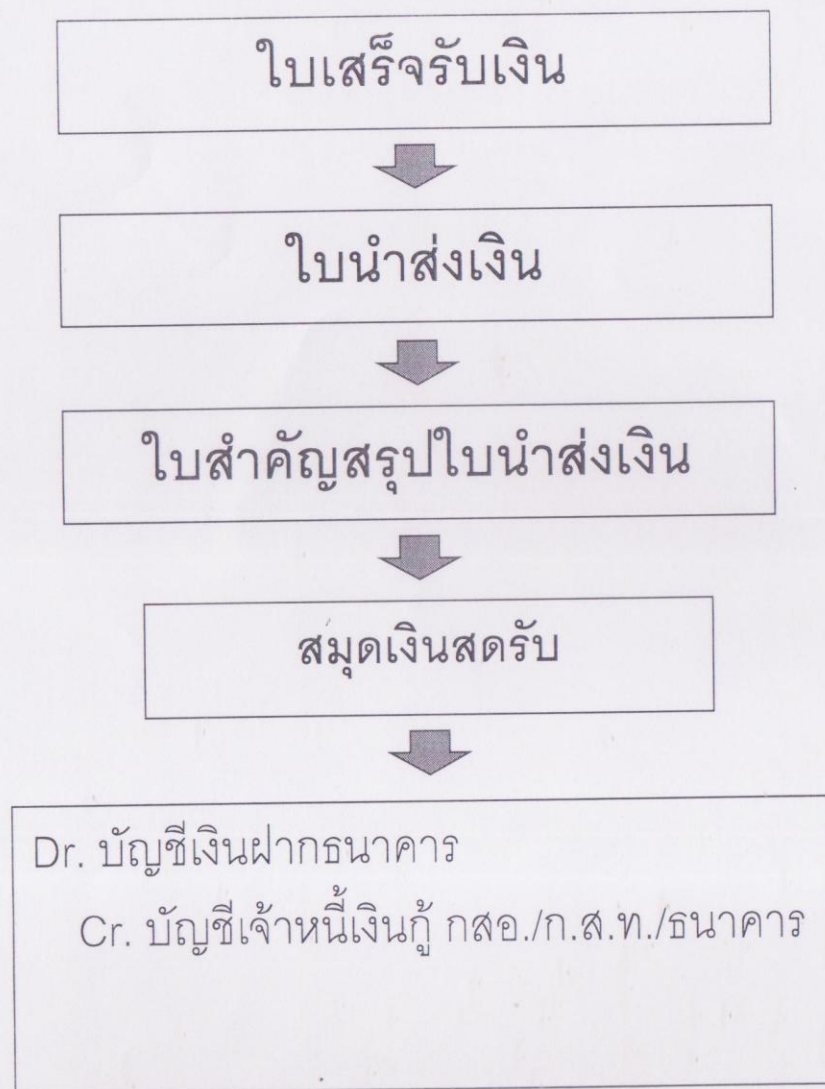 ใบเสร็จรับเงิน
ใบนำส่งเงิน
ใบสำคัญสรุปใบนำส่งเงิน
สมุดเงินสดรับ
Dr. บัญชีเงินฝากธนาคาร
Cr. บัญชีเจ้าหนี้เงินกู้ กสอ./ก.ส.ท./ธนาคาร